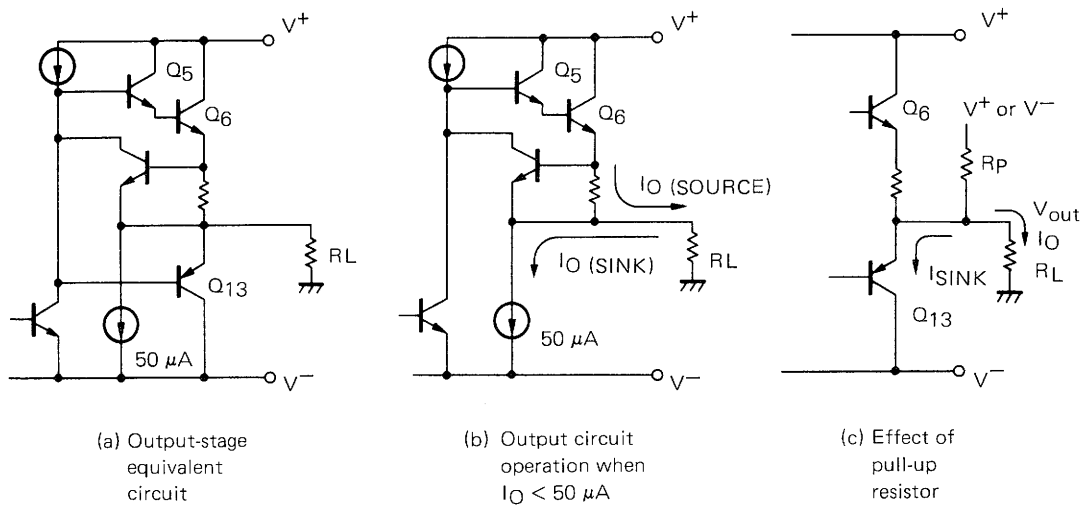 V+
Q5
Q6
RL
Q13
50 μA
V−
(a) Output-stage
equivalent
circuit
V+
Q5
Q6
IO (SOURCE)
IO (SINK)
RL
50 μA
V−
(b) Output circuit
operation when
IO < 50 μA
V+
Q6
V+ or V−
RP
Vout
IO
ISINK
RL
Q13
V−
(c) Effect of
pull-up
resistor